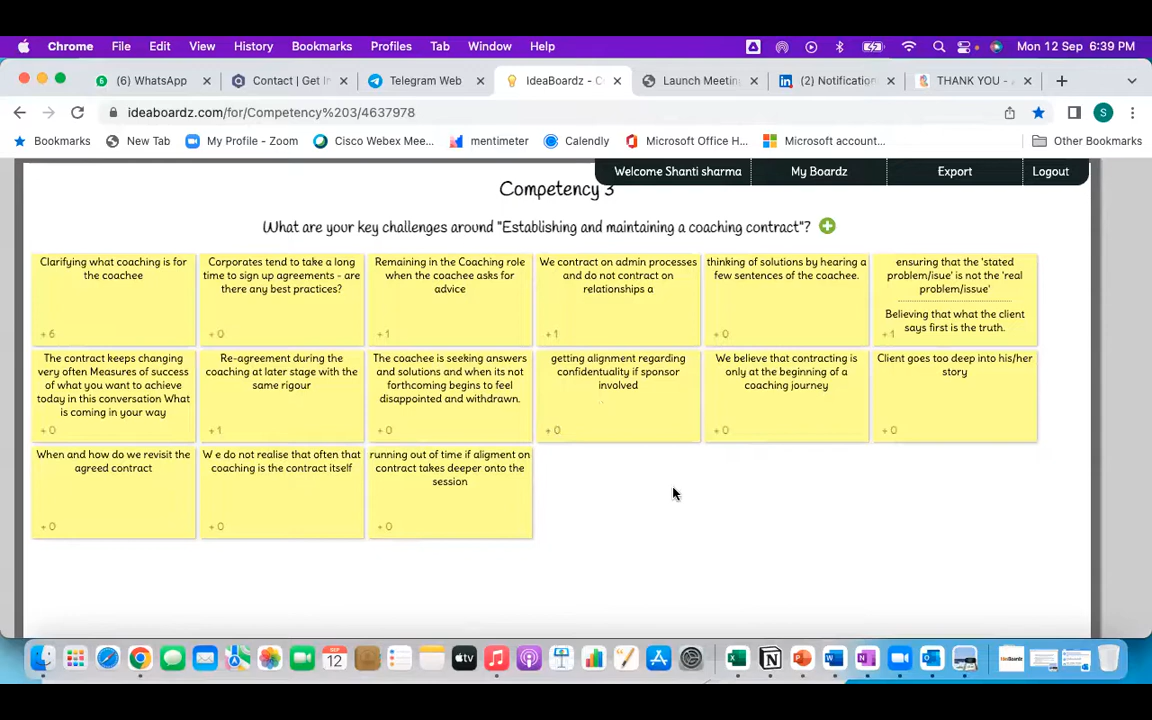 Chrome File Edit View History Bookmarks Profiles Tab Window Help Mon 12 Sep 6:39 PM
(6) WhatsApp Contact | Get In Telegram Web IdeaBoardz - C Launch Meeting (2) Notification THANK YOU - A
ideaboardz.com/for/Competency%203/4637978 S
Bookmarks New Tab My Profile - Zoom Cisco Webex Mee... mentimeter Calendly Microsoft Office H... Microsoft account... Other Bookmarks
Welcome Shanti sharma My Boardz Export Logout
Competency 3
What are your key challenges around "Establishing and maintaining a coaching contract"?
Clarifying what coaching is for
the coachee
+6
Corporates tend to take a long
time to sign up agreements - are
there any best practices?
+0
Remaining in the Coaching role
when the coachee asks for
advice
+1
We contract on admin processes
and do not contract on
relationships a
+1
thinking of solutions by hearing a
few sentences of the coachee.
+0
ensuring that the 'stated
problem/isue' is not the 'real
problem/issue'
Believing that what the client
says first is the truth.
+1
The contract keeps changing
very often Measures of success
of what you want to achieve
today in this conversation What
is coming in your way
+0
Re-agreement during the
coaching at later stage with the
same rigour
+1
The coachee is seeking answers
and solutions and when its not
forthcoming begins to feel
disappointed and withdrawn.
+0
getting alignment regarding
confidentuality if sponsor
involved
+0
We believe that contracting is
only at the beginning of a
coaching journey
+0
Client goes too deep into his/her
story
+0
When and how do we revisit the
agreed contract
+0
W e do not realise that often that
coaching is the contract itself
+0
running out of time if aligment on
contract takes deeper onto the
session
+0
SEP
12
tv